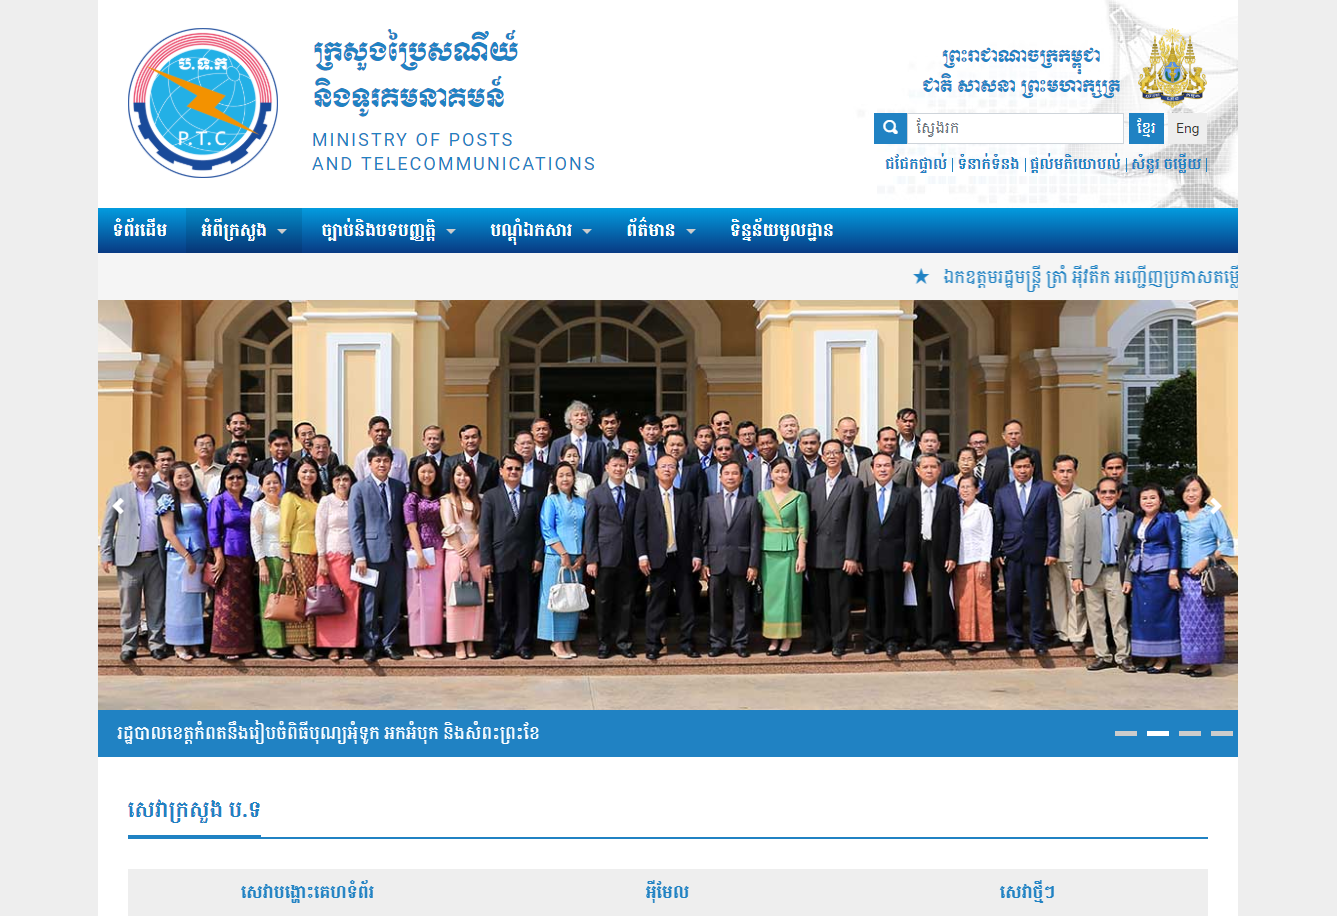 ប.ទ.ក
P.T.C
ក្រសួងប្រៃសណីយ៍
និងទូរគមនាគមន៍
MINISTRY OF POSTS
AND TELECOMMUNICATIONS
ព្រះរាជាណាចក្រកម្ពុជា
ជាតិ សាសនា ព្រះមហាក្សត្រ
ស្វែងរក
ខ្មែរ
Eng
ជជែកផ្ទាល់ | ទំនាក់ទំនង | ផ្តល់មតិយោបល់ | សំនួរ ចម្លើយ |
ទំព័រដើម
អំពីក្រសួង
ច្បាប់និងបទបញ្ញត្តិ
បណ្តុំឯកសារ
ព័ត៌មាន
ទិន្នន័យមូលដ្ឋាន
★ ឯកឧត្តមរដ្ឋមន្ត្រី ត្រាំ អ៊ីវតឹក អញ្ជើញប្រកាសតម្លើ
រដ្ឋបាលខេត្តកំពតនឹងរៀបចំពិធីបុណ្យអុំទូក អកអំបុក និងសំពះព្រះខែ
សេវាក្រសួង ប.ទ
សេវាបង្ហោះគេហទំព័រ
អ៊ីមែល
សេវាថ្មីៗ